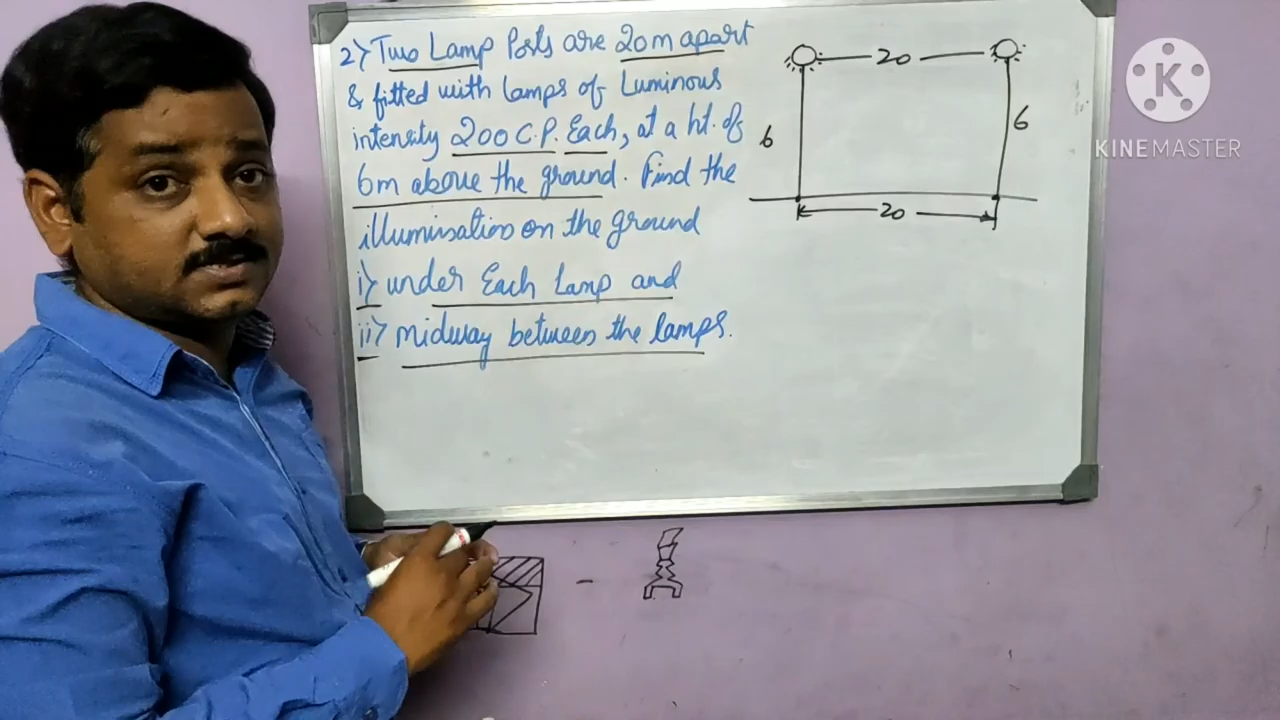 2) Two Lamp Posts are 20m apart
& fitted with lamps of Luminous
intensity 200 C.P. Each, at a ht. of
6m above the ground. Find the
illumination on the ground
i) under Each Lamp and
ii) midway between the lamps.
20
6
6
20
K
KINEMASTER